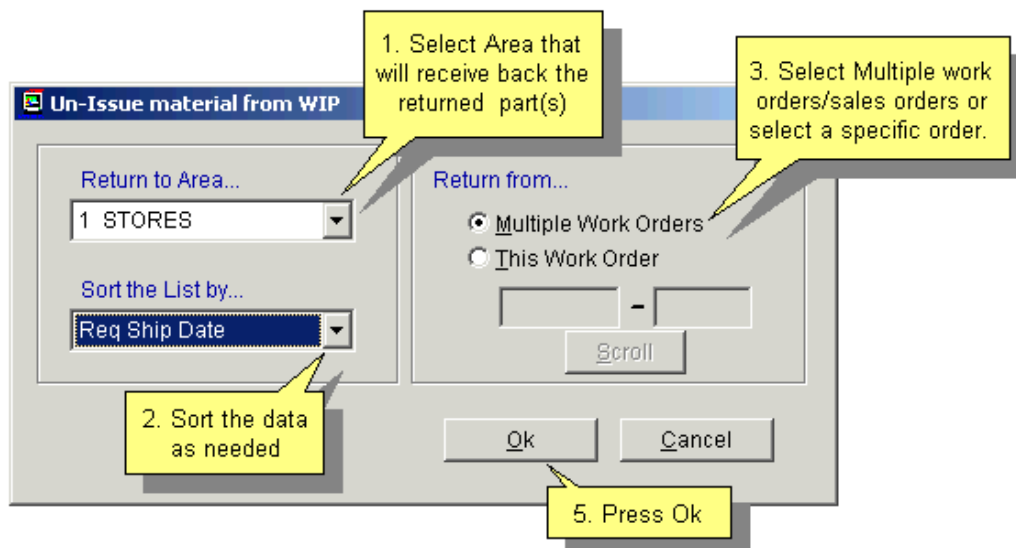 1. Select Area that
will receive back the
returned part(s)
3. Select Multiple work
orders/sales orders or
select a specific order.
Un-Issue material from WIP
Return to Area...
1 STORES
Sort the List by...
Req Ship Date
Return from...
Multiple Work Orders
This Work Order
-
Scroll
2. Sort the data
as needed
Ok
Cancel
5. Press Ok